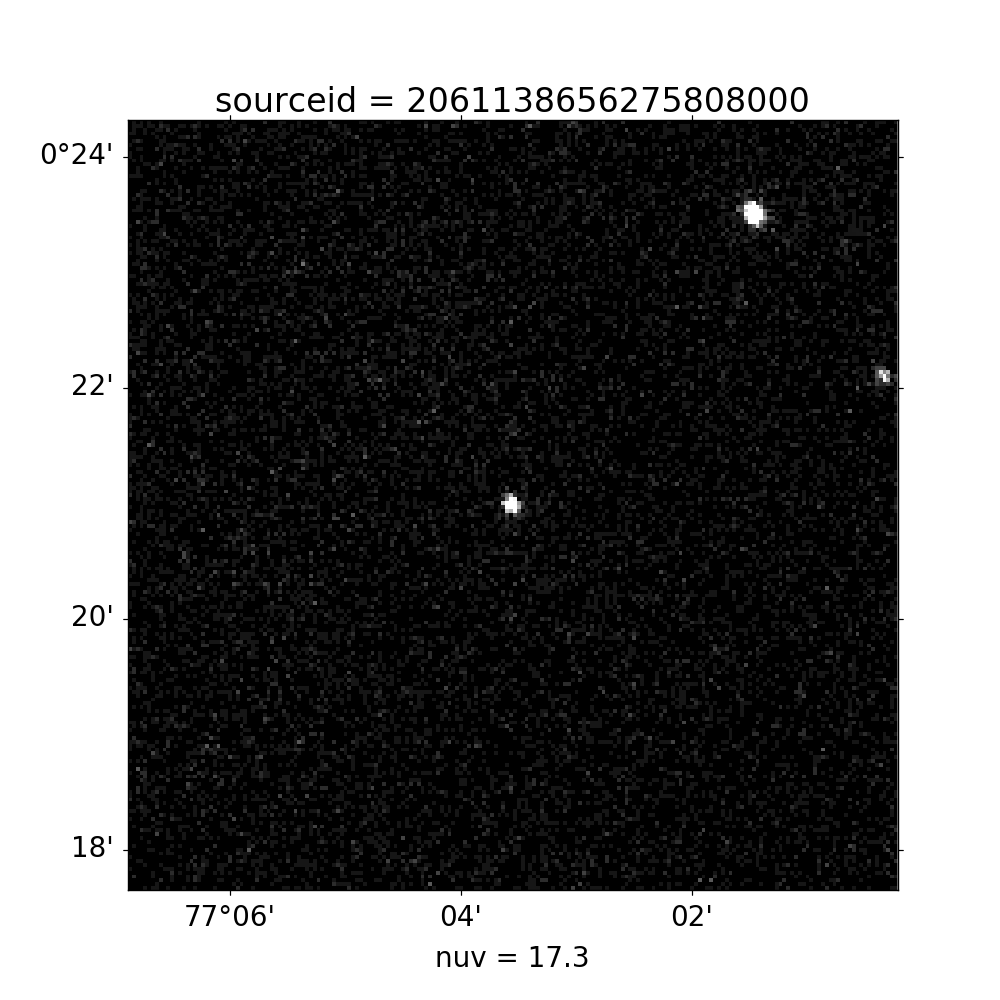 sourceid = 2061138656275808000
0°24'
22'
20'
18'
77°06' 04' 02'
nuv = 17.3